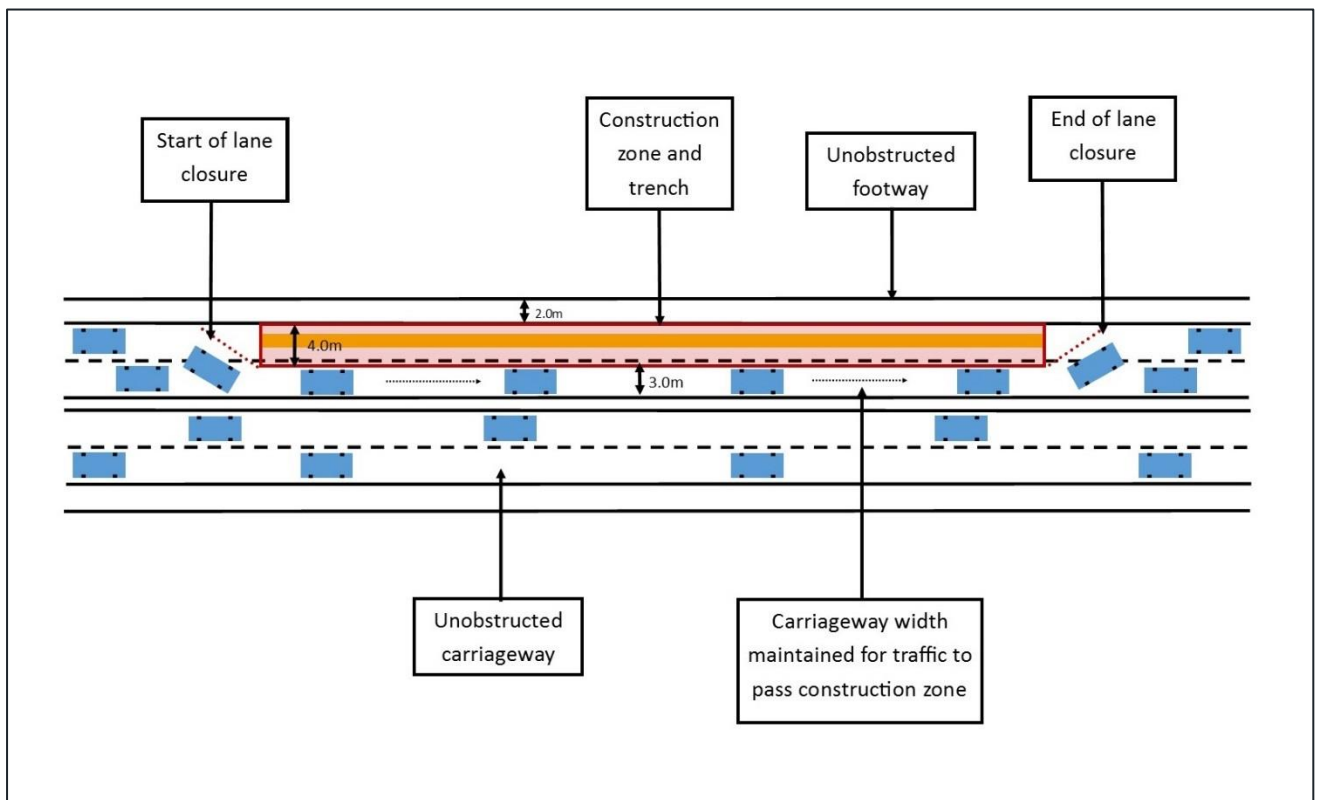 Start of lane
closure
Construction
zone and
trench
Unobstructed
footway
End of lane
closure
2.0m
4.0m
3.0m
Unobstructed
carriageway
Carriageway width
maintained for traffic to
pass construction zone